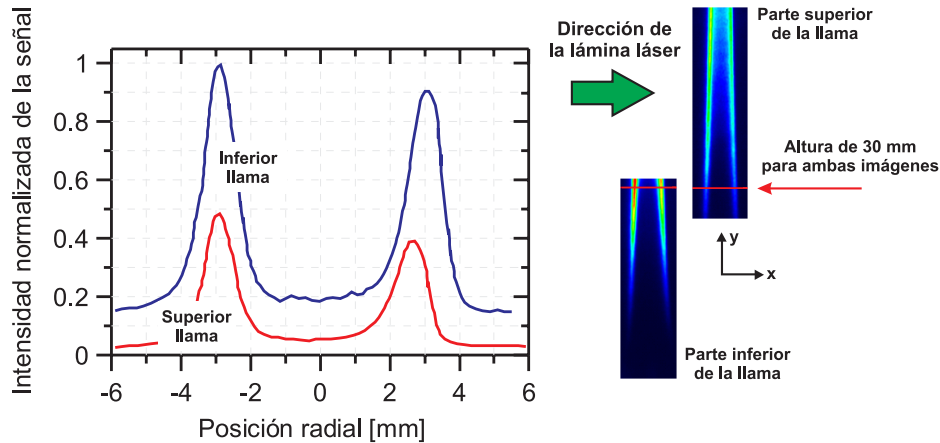 Intensidad normalizada de la señal
1
0.8
0.6
0.4
0.2
0
-6
-4
-2
0
2
4
6
Posición radial [mm]
Inferior
llama
Superior
llama
Dirección de
la lámina láser
Parte superior
de la llama
Altura de 30 mm
para ambas imágenes
y
x
Parte inferior
de la llama